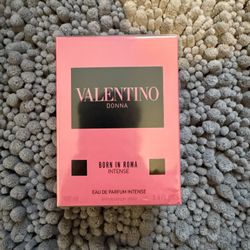 VALENTINO
DONNA
BORN IN ROMA
INTENSE
EAU DE PARFUM INTENSE